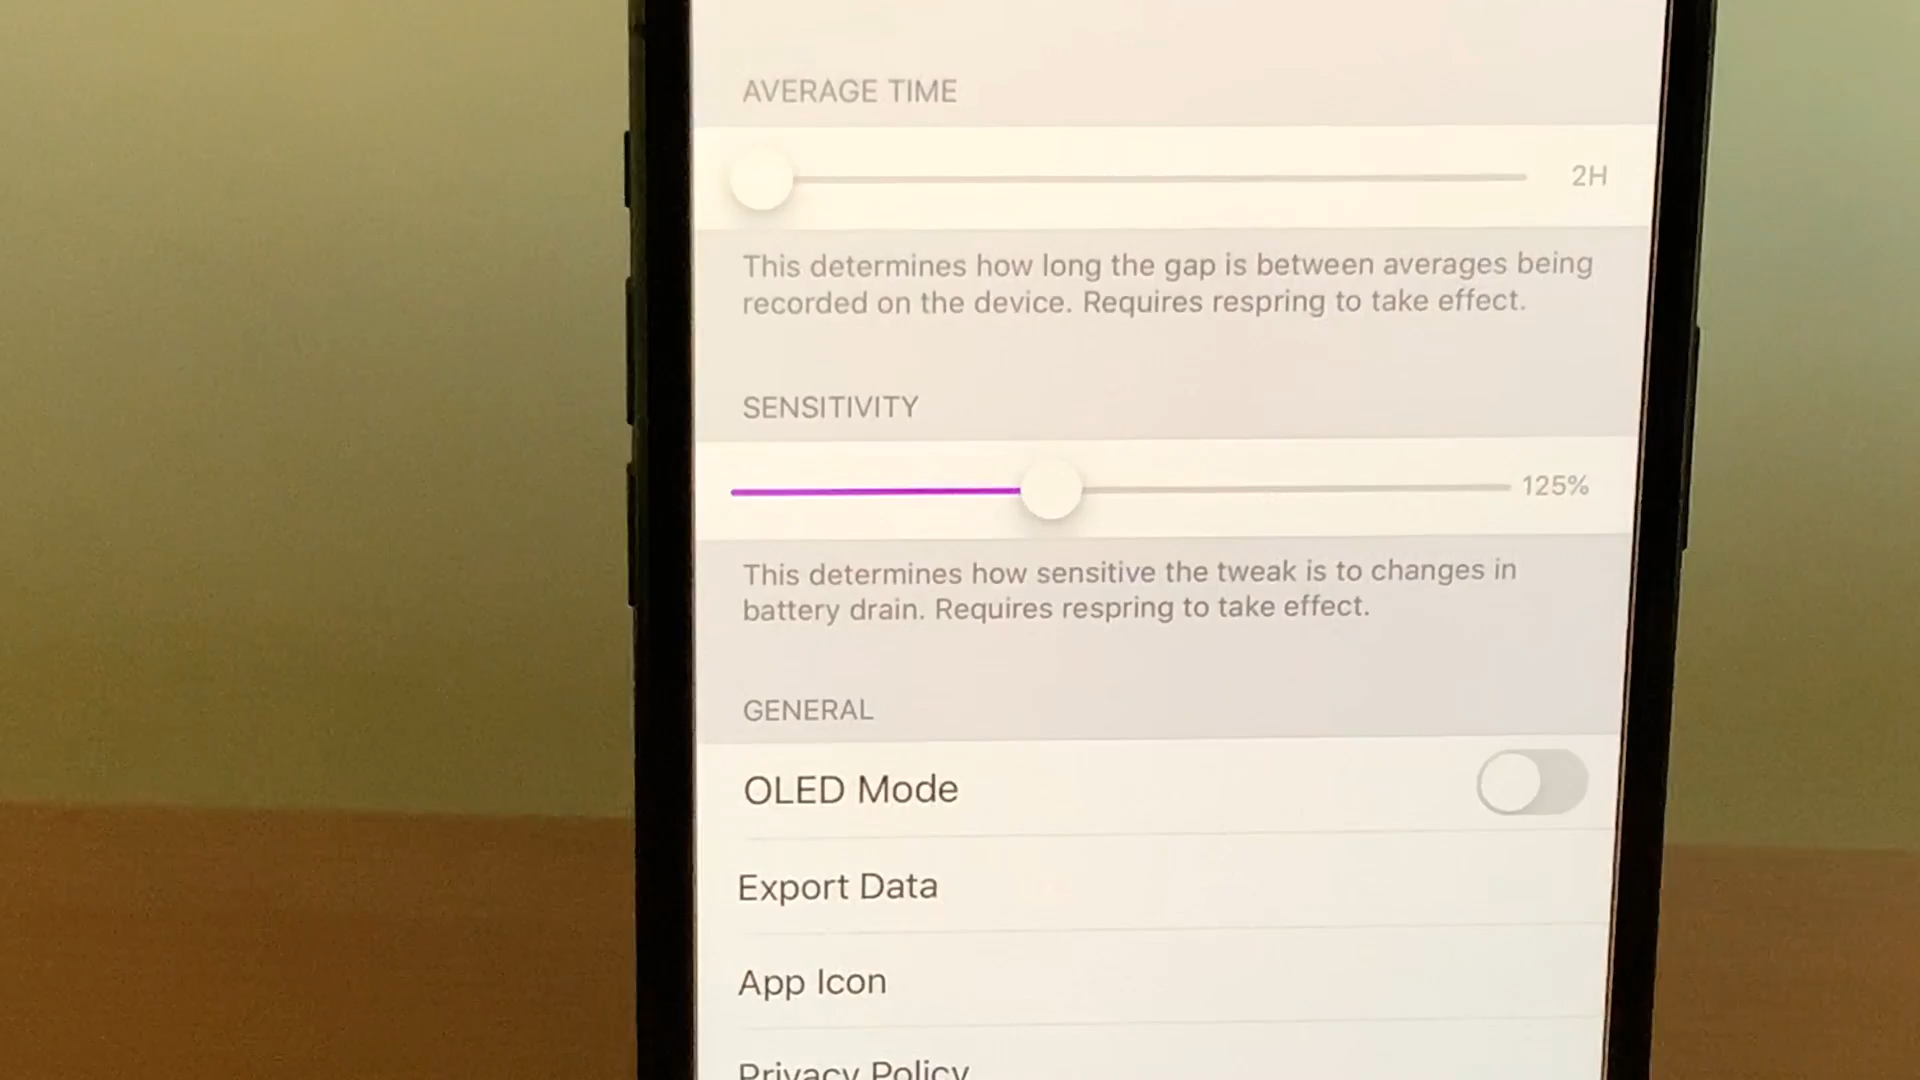 AVERAGE TIME
2H
This determines how long the gap is between averages being
recorded on the device. Requires respring to take effect.
SENSITIVITY
125%
This determines how sensitive the tweak is to changes in
battery drain. Requires respring to take effect.
GENERAL
OLED Mode
Export Data
App Icon
Privacy Policy